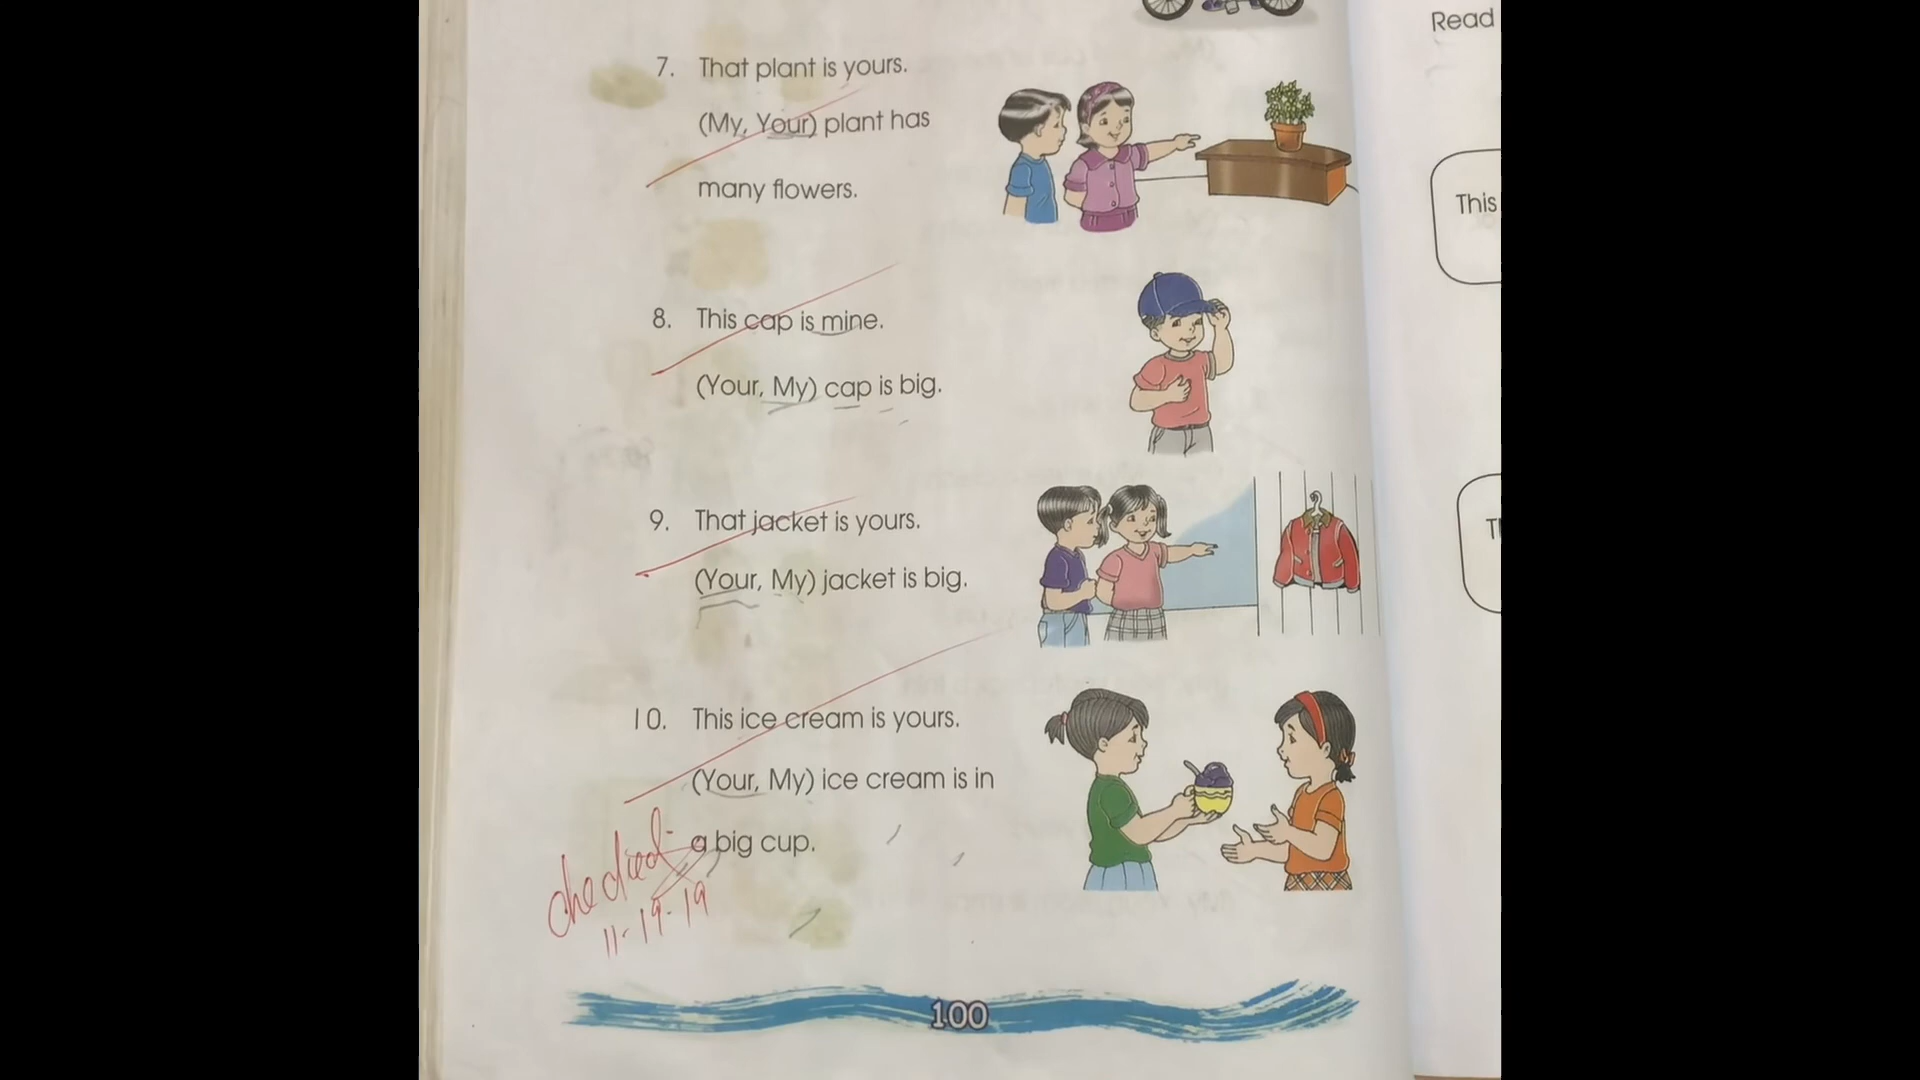 Read
7. That plant is yours.
(My, Your) plant has
many flowers.
This
8. This cap is mine.
(Your, My) cap is big.
9. That jacket is yours.
(Your, My) jacket is big.
10. This ice cream is yours.
(Your, My) ice cream is in
a big cup.
checked
11-19-19
100